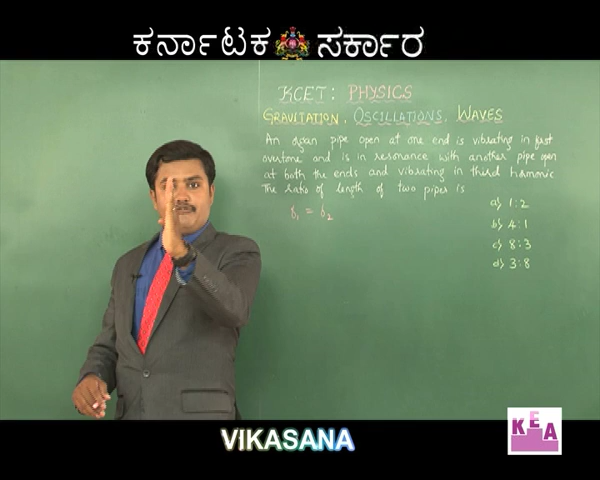 ಕರ್ನಾಟಕ ಸರ್ಕಾರ
KCET: PHYSICS
GRAVITATION, OSCILLATIONS, WAVES
An organ pipe open at one end is vibrating in first
overtone and is in resonance with another pipe open
at both the ends and vibrating in third harmonic
The ratio of length of two pipes is
a) 1:2
f₁ = f₂
b) 4:1
c) 8:3
d) 3:8
VIKASANA
KEA